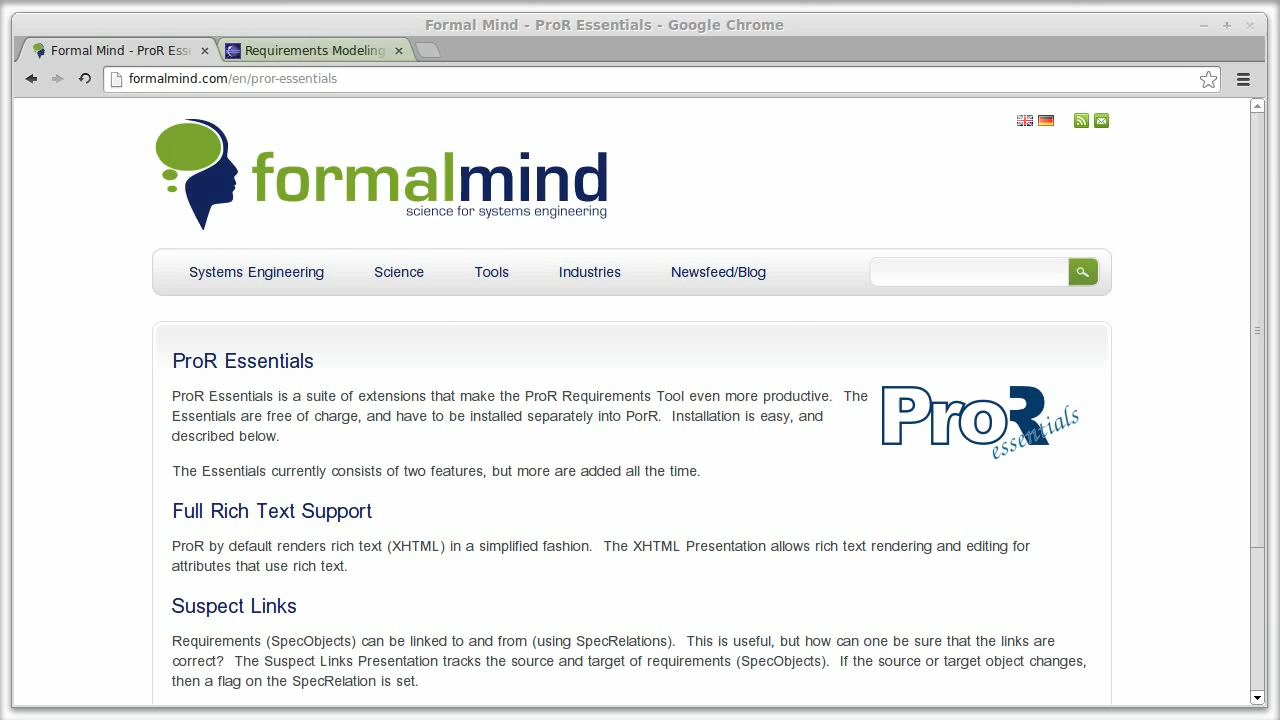 Formal Mind - ProR Essentials - Google Chrome
Formal Mind - ProR Ess
Requirements Modeling
formalmind.com/en/pror-essentials
formalmind
science for systems engineering
Systems Engineering Science Tools Industries Newsfeed/Blog
ProR Essentials
ProR Essentials is a suite of extensions that make the ProR Requirements Tool even more productive. The
Essentials are free of charge, and have to be installed separately into PorR. Installation is easy, and
described below.
ProR
essentials
The Essentials currently consists of two features, but more are added all the time.
Full Rich Text Support
ProR by default renders rich text (XHTML) in a simplified fashion. The XHTML Presentation allows rich text rendering and editing for
attributes that use rich text.
Suspect Links
Requirements (SpecObjects) can be linked to and from (using SpecRelations). This is useful, but how can one be sure that the links are
correct? The Suspect Links Presentation tracks the source and target of requirements (SpecObjects). If the source or target object changes,
then a flag on the SpecRelation is set.